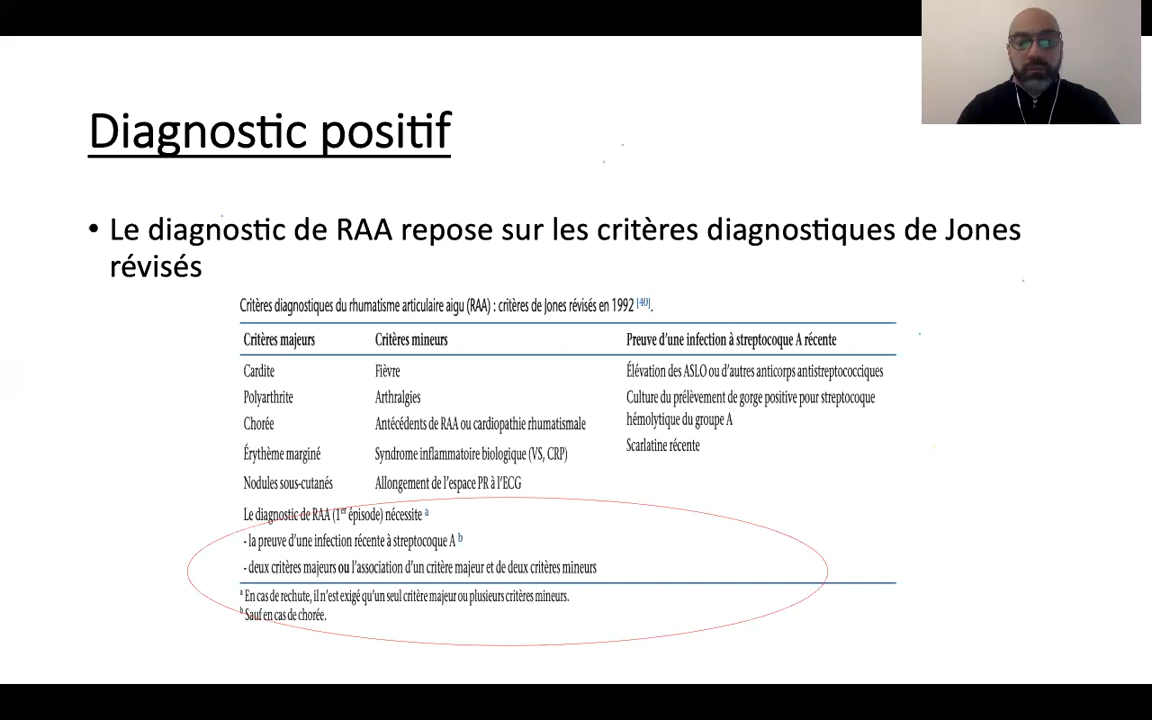 Diagnostic positif
• Le diagnostic de RAA repose sur les critères diagnostiques de Jones
révisés
Critères diagnostiques du rhumatisme articulaire aigu (RAA) : critères de Jones révisés en 1992 [40].
Critères majeurs Critères mineurs Preuve d'une infection à streptocoque A récente
Cardite Fièvre Élévation des ASLO ou d'autres anticorps antistreptococciques
Polyarthrite Arthralgies Culture du prélèvement de gorge positive pour streptocoque
hémolytique du groupe A
Chorée Antécédents de RAA ou cardiopathie rhumatismale
Scarlatine récente
Érythème marginé Syndrome inflammatoire biologique (VS, CRP)
Nodules sous-cutanés Allongement de l'espace PR à l'ECG
Le diagnostic de RAA (1er épisode) nécessite a
- la preuve d'une infection récente à streptocoque A b
- deux critères majeurs ou l'association d'un critère majeur et de deux critères mineurs
a En cas de rechute, il n'est exigé qu'un seul critère majeur ou plusieurs critères mineurs.
b Sauf en cas de chorée.